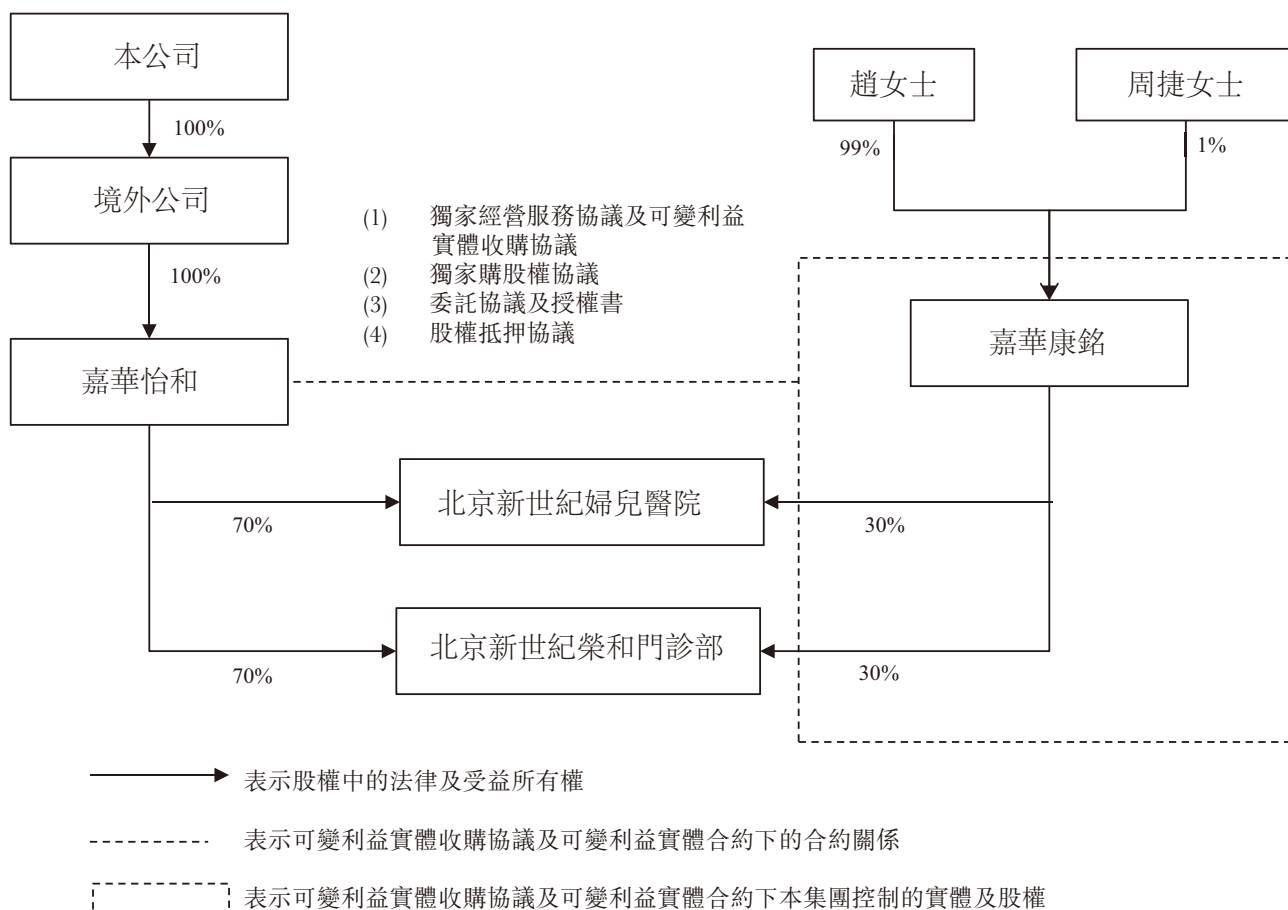 本公司
趙女士
周捷女士
100%
99%
1%
境外公司
(1) 獨家經營服務協議及可變利益
實體收購協議
(2) 獨家購股權協議
(3) 委託協議及授權書
(4) 股權抵押協議
100%
嘉華怡和
嘉華康銘
北京新世紀婦兒醫院
70%
30%
北京新世紀榮和門診部
70%
30%
表示股權中的法律及受益所有權
表示可變利益實體收購協議及可變利益實體合約下的合約關係
表示可變利益實體收購協議及可變利益實體合約下本集團控制的實體及股權